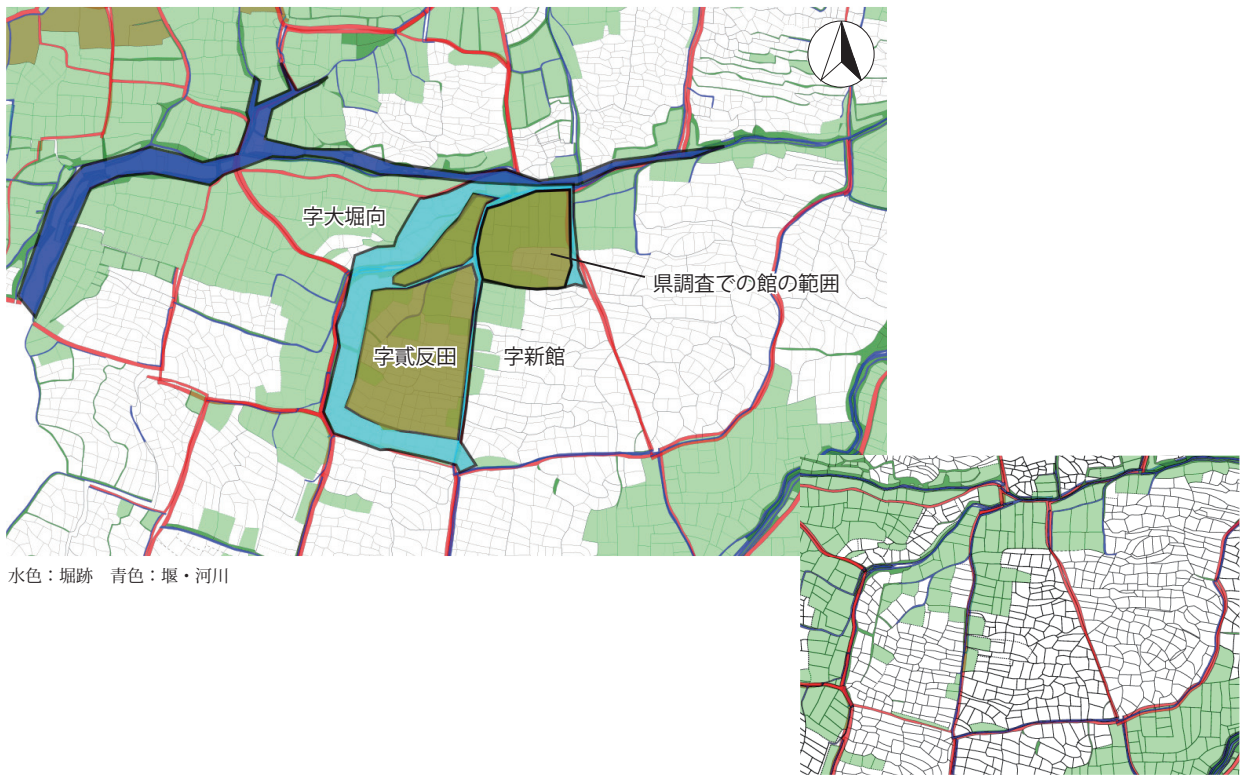 字大堀向
県調査での館の範囲
字貳反田
字新館
水色：堀跡　青色：堰・河川